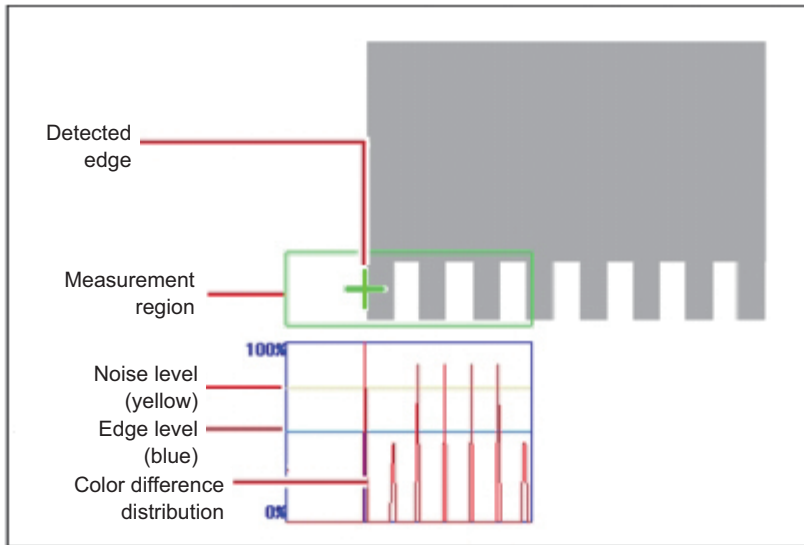 Detected
edge
Measurement
region
100%
Noise level
(yellow)
Edge level
(blue)
Color difference
distribution
0%